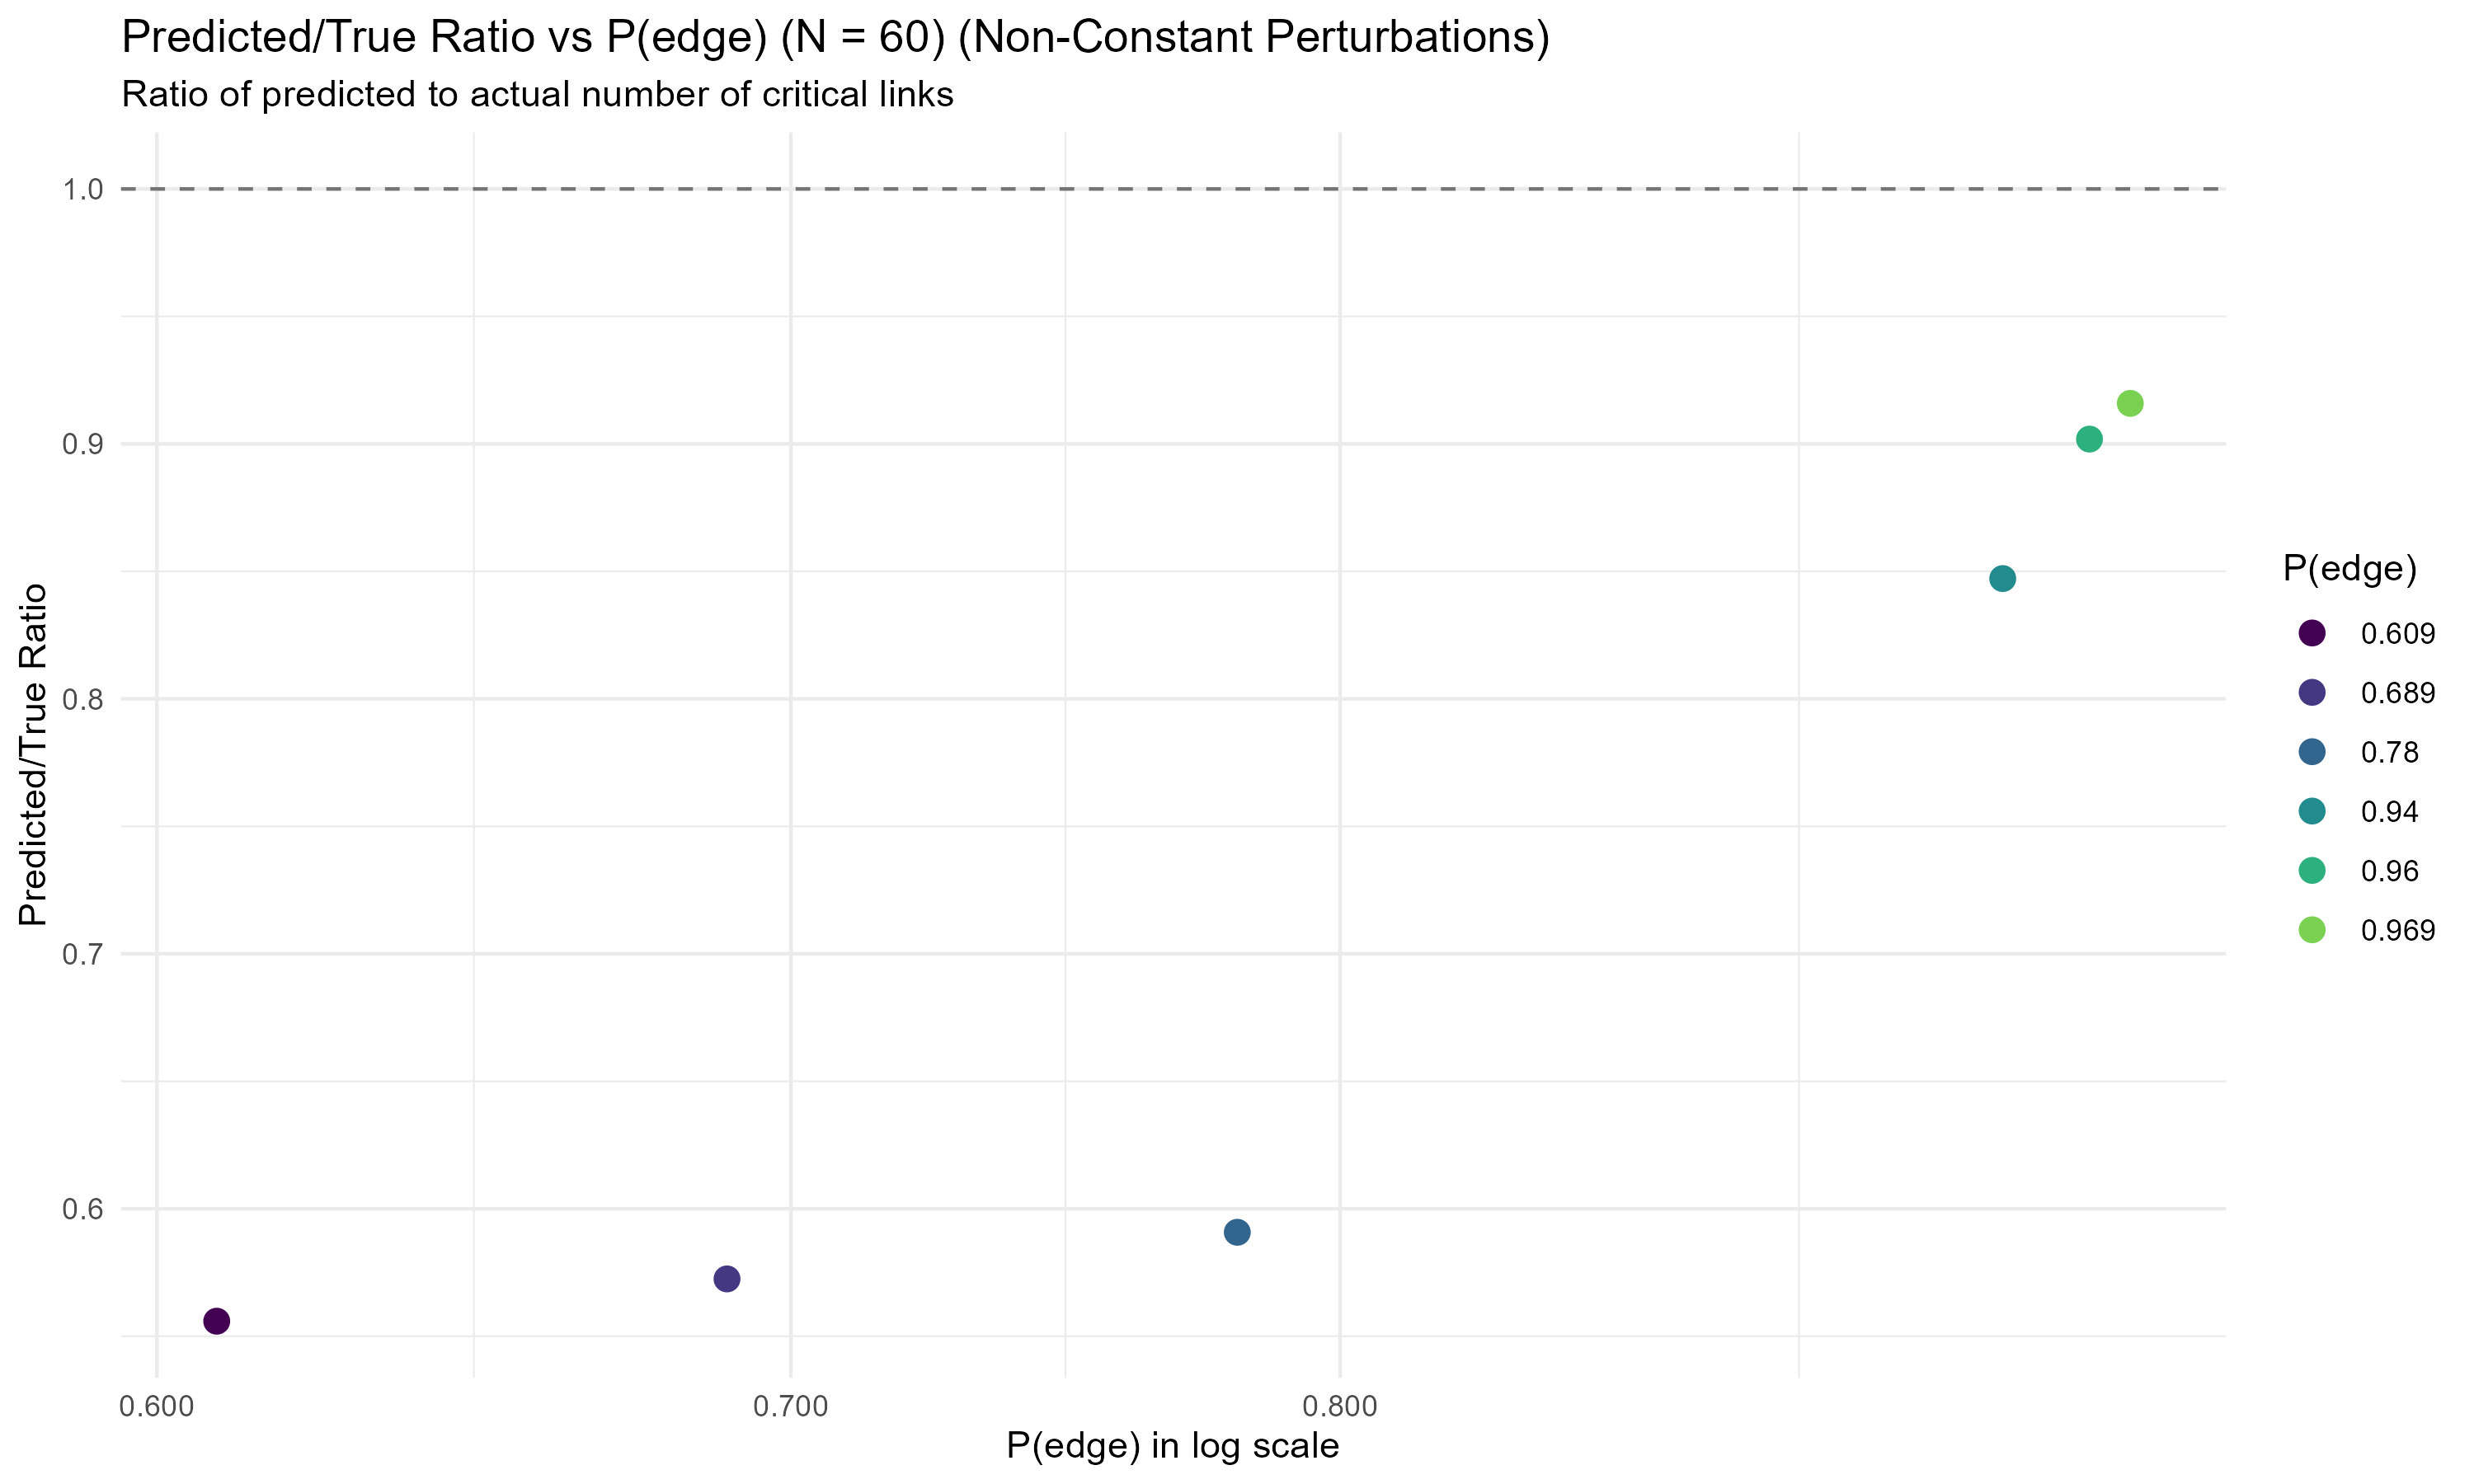 Predicted/True Ratio vs P(edge) (N = 60) (Non-Constant Perturbations)
Ratio of predicted to actual number of critical links
Predicted/True Ratio
1.0
0.9
0.8
0.7
0.6
0.600
0.700
0.800
P(edge) in log scale
P(edge)
0.609
0.689
0.78
0.94
0.96
0.969